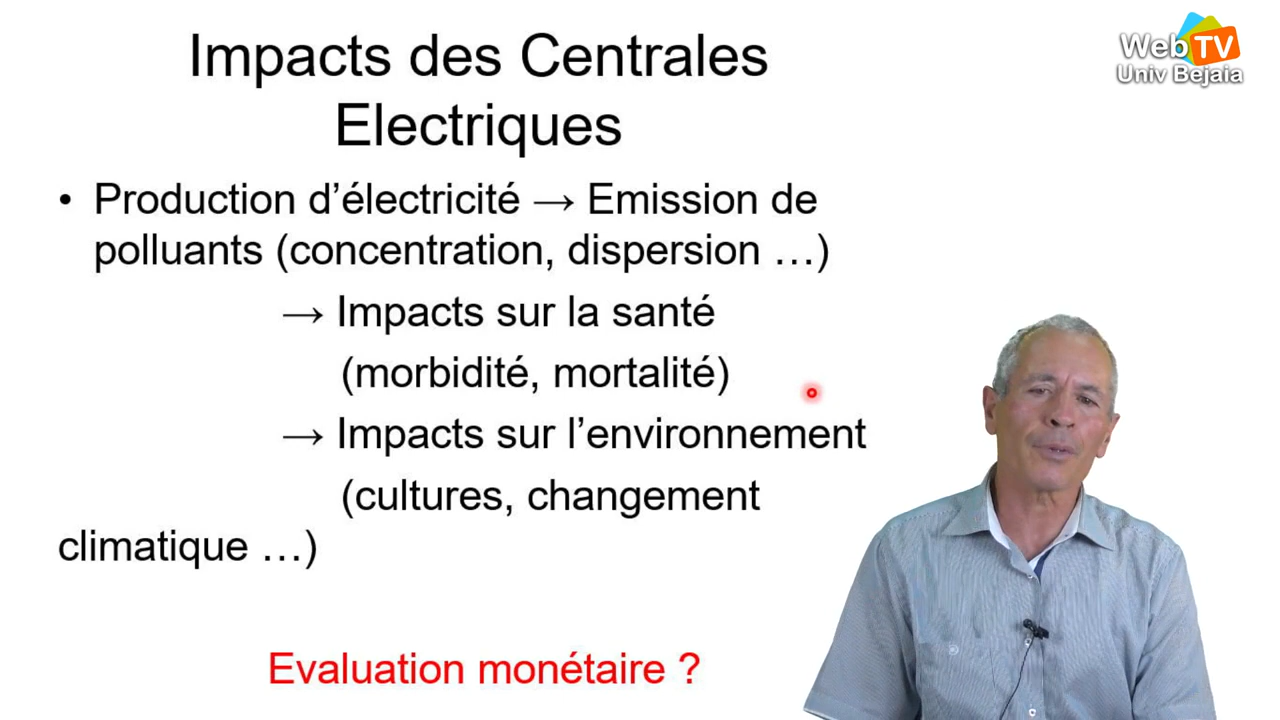 Impacts des Centrales
Electriques
Web TV
Univ Bejaia
• Production d’électricité → Emission de
polluants (concentration, dispersion …)
→ Impacts sur la santé
(morbidité, mortalité)
→ Impacts sur l’environnement
(cultures, changement
climatique …)
Evaluation monétaire ?